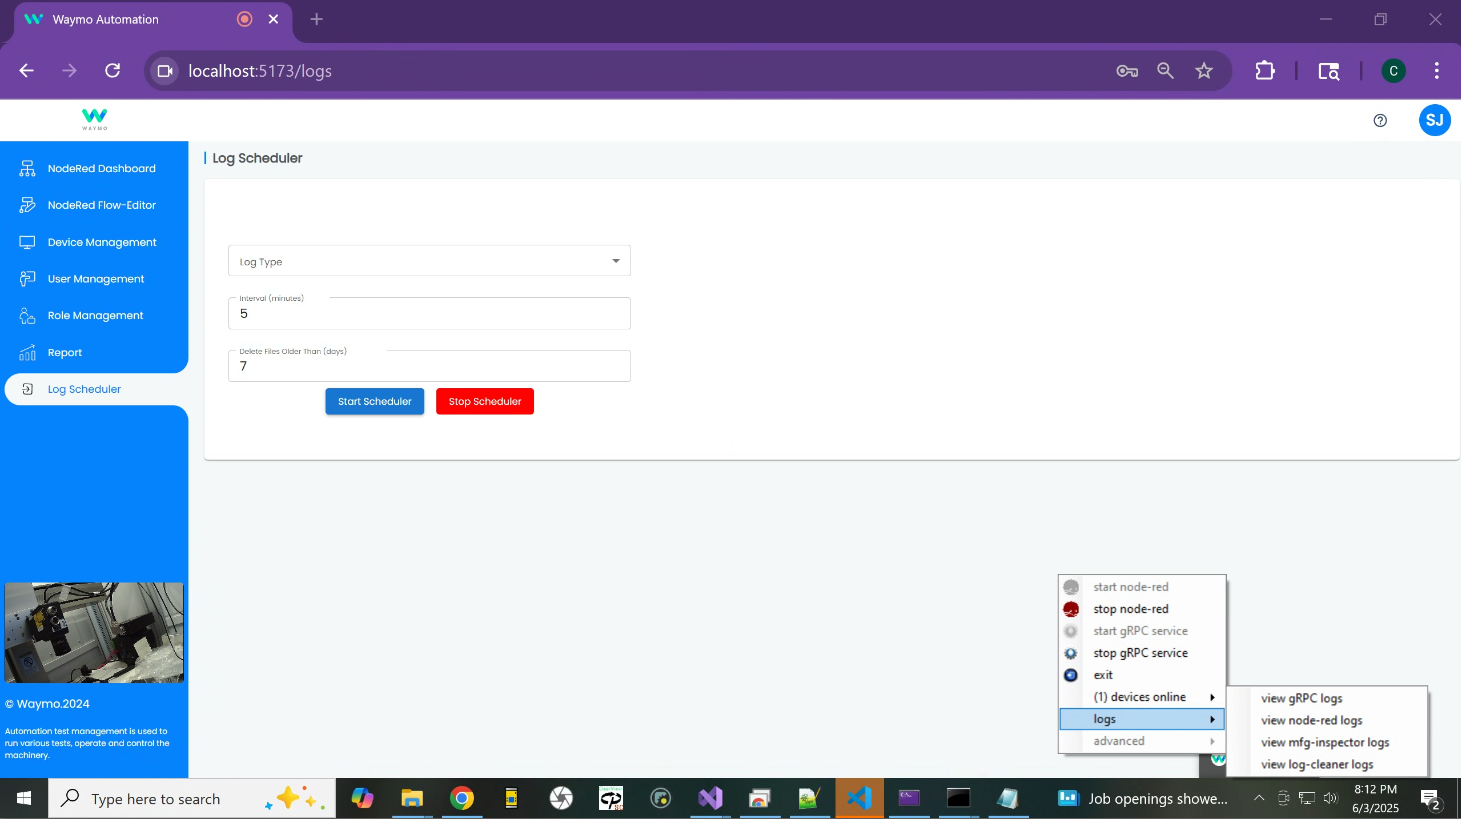 Waymo Automation
localhost:5173/logs
C
WAYMO
SJ
NodeRed Dashboard
NodeRed Flow-Editor
Device Management
User Management
Role Management
Report
Log Scheduler
© Waymo.2024
Automation test management is used to
run various tests, operate and control the
machinery.
Log Scheduler
Log Type
Interval (minutes)
5
Delete Files Older Than (days)
7
Start Scheduler
Stop Scheduler
start node-red
stop node-red
start gRPC service
stop gRPC service
exit
(1) devices online
logs
advanced
view gRPC logs
view node-red logs
view mfg-inspector logs
view log-cleaner logs
Type here to search
Job openings showe...
8:12 PM
6/3/2025
2